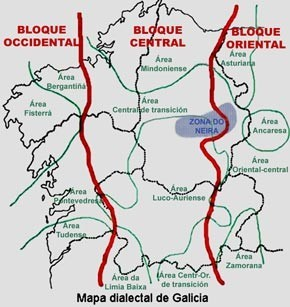 BLOQUE
OCCIDENTAL
BLOQUE
CENTRAL
BLOQUE
ORIENTAL
Área
Asturiana
Área
Mindoniense
Área
Bergantiñá
Área
Fisterrá
Área
Central de transición
ZONA DO
NEIRA
Área
Ancaresa
Área
Oriental-central
Área
Pontevedresa
Área
Luco-Auriense
Área
Tudense
Área
Zamorana
Área da
Limia Baixa
Área Centr-Or.
de transición
Mapa dialectal de Galicia